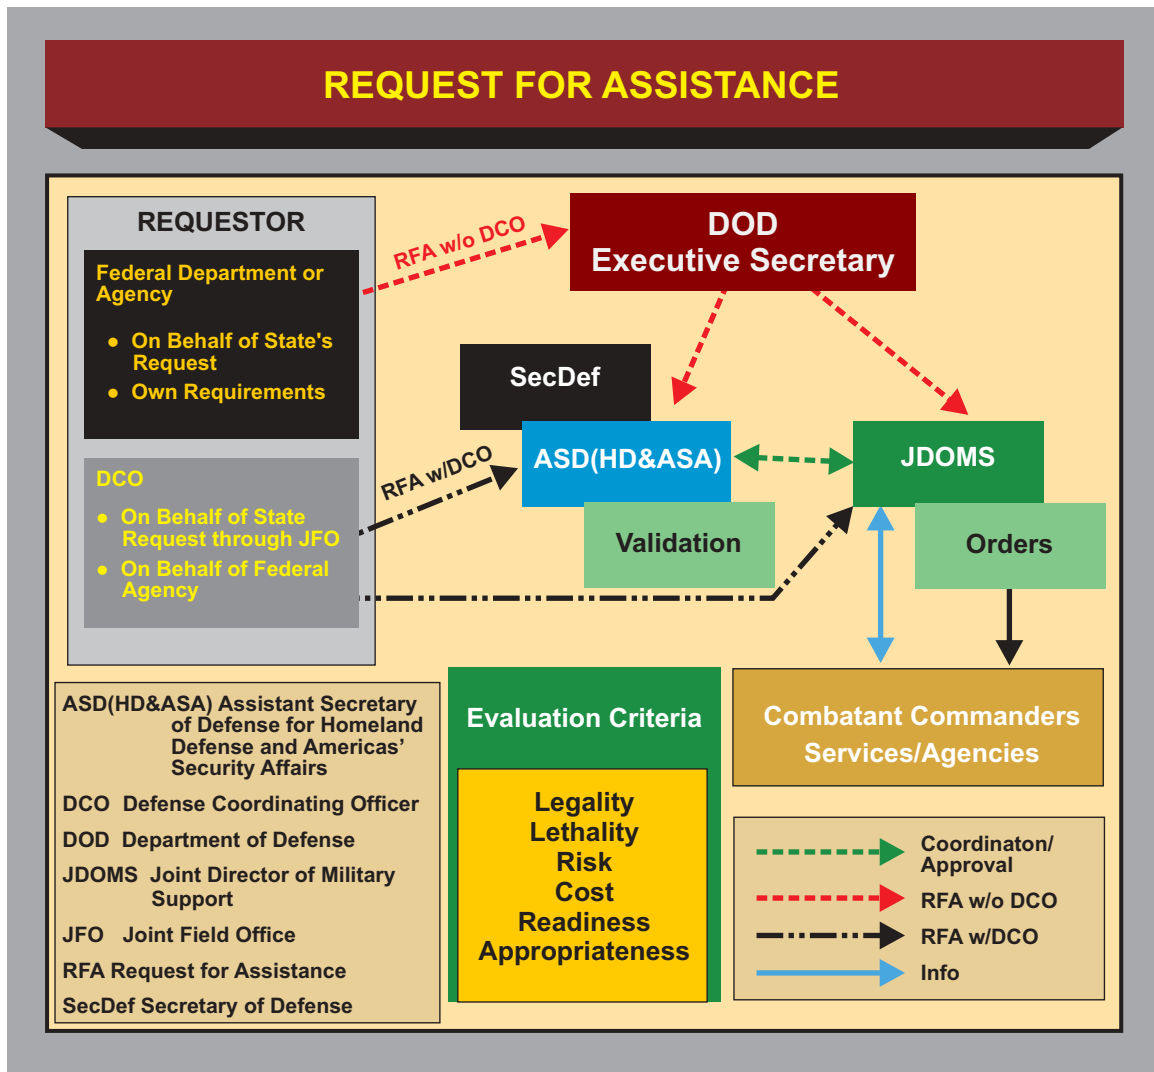 REQUEST FOR ASSISTANCE
REQUESTOR
Federal Department or
Agency
● On Behalf of State's
Request
● Own Requirements
DCO
● On Behalf of State
Request through JFO
● On Behalf of Federal
Agency
RFA w/o DCO
DOD
Executive Secretary
SecDef
RFA w/DCO
ASD(HD&ASA)
Validation
JDOMS
Orders
ASD(HD&ASA) Assistant Secretary
of Defense for Homeland
Defense and Americas’
Security Affairs
DCO Defense Coordinating Officer
DOD Department of Defense
JDOMS Joint Director of Military
Support
JFO Joint Field Office
RFA Request for Assistance
SecDef Secretary of Defense
Evaluation Criteria
Legality
Lethality
Risk
Cost
Readiness
Appropriateness
Combatant Commanders
Services/Agencies
Coordinaton/
Approval
RFA w/o DCO
RFA w/DCO
Info